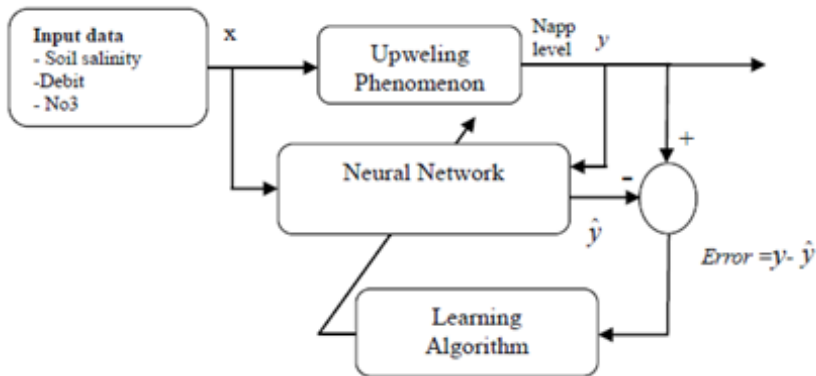 Input data
- Soil salinity
-Debit
- No3
x
Upweling
Phenomenon
Napp
level
y
+
Neural Network
-
ŷ
Error =y- ŷ
Learning
Algorithm